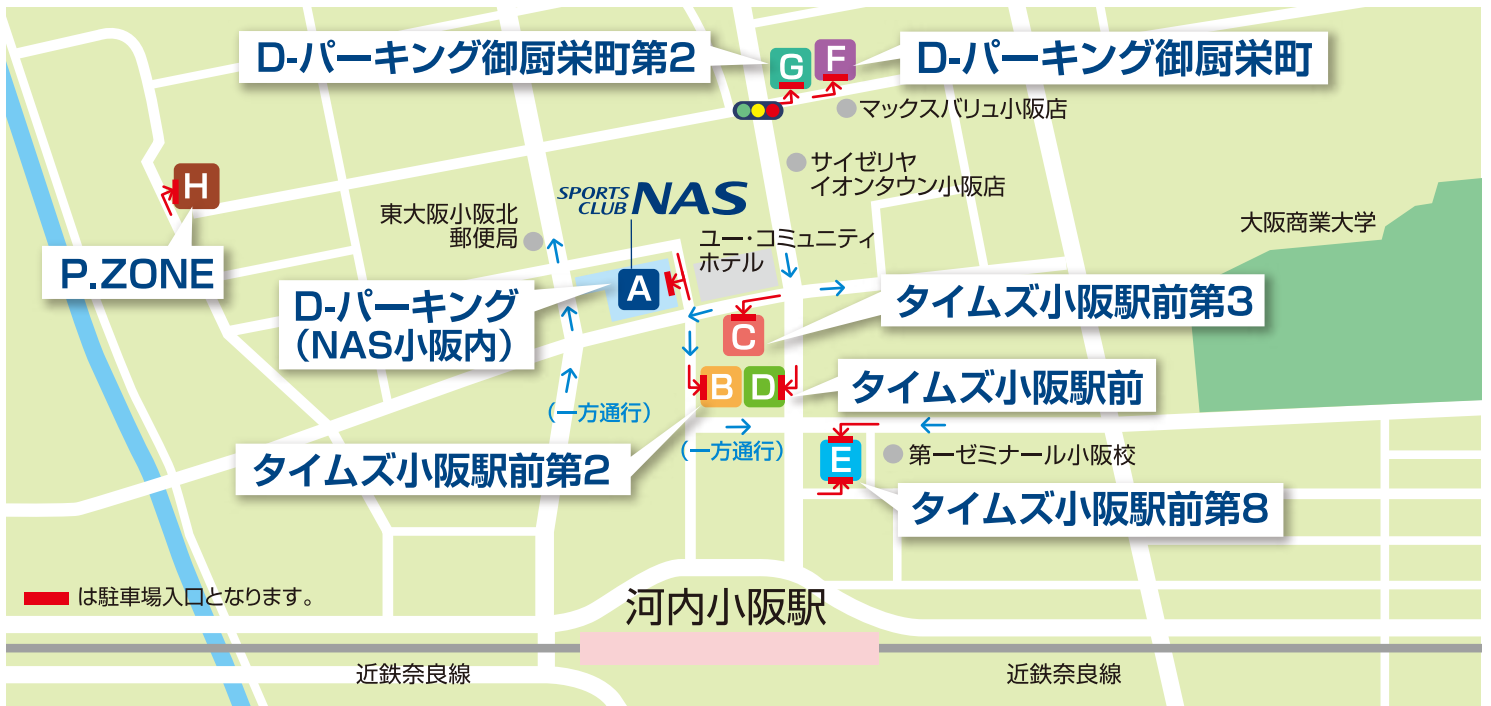 D-パーキング御厨栄町第2
G
F
D-パーキング御厨栄町
マックスバリュ小阪店
サイゼリヤ
イオンタウン小阪店
H
P.ZONE
SPORTS
CLUB
NAS
東大阪小阪北
郵便局
ユー・コミュニティ
ホテル
大阪商業大学
A
D-パーキング
(NAS小阪内)
タイムズ小阪駅前第3
C
B
D
タイムズ小阪駅前
(一方通行)
(一方通行)
タイムズ小阪駅前第2
E
第一ゼミナール小阪校
タイムズ小阪駅前第8
は駐車場入口となります。
河内小阪駅
近鉄奈良線
近鉄奈良線